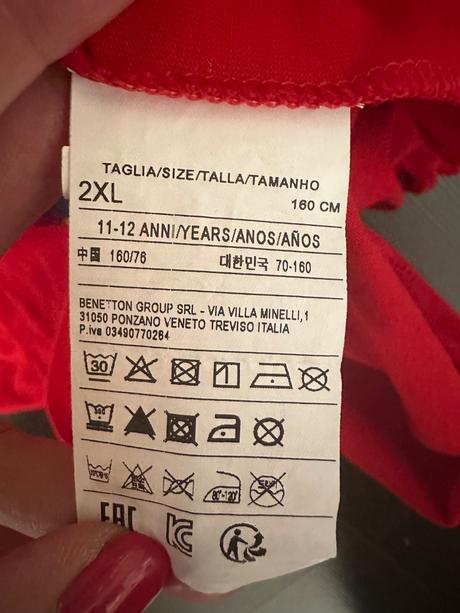 TAGLIA/SIZE/TALLA/TAMANHO
2XL 160 CM
11-12 ANNI/YEARS/ANOS/AÑOS
中国 160/76 대한민국 70-160
BENETTON GROUP SRL - VIA VILLA MINELLI,1
31050 PONZANO VENETO TREVISO ITALIA
P.iva 03490770264
30
80°-120°
EAC